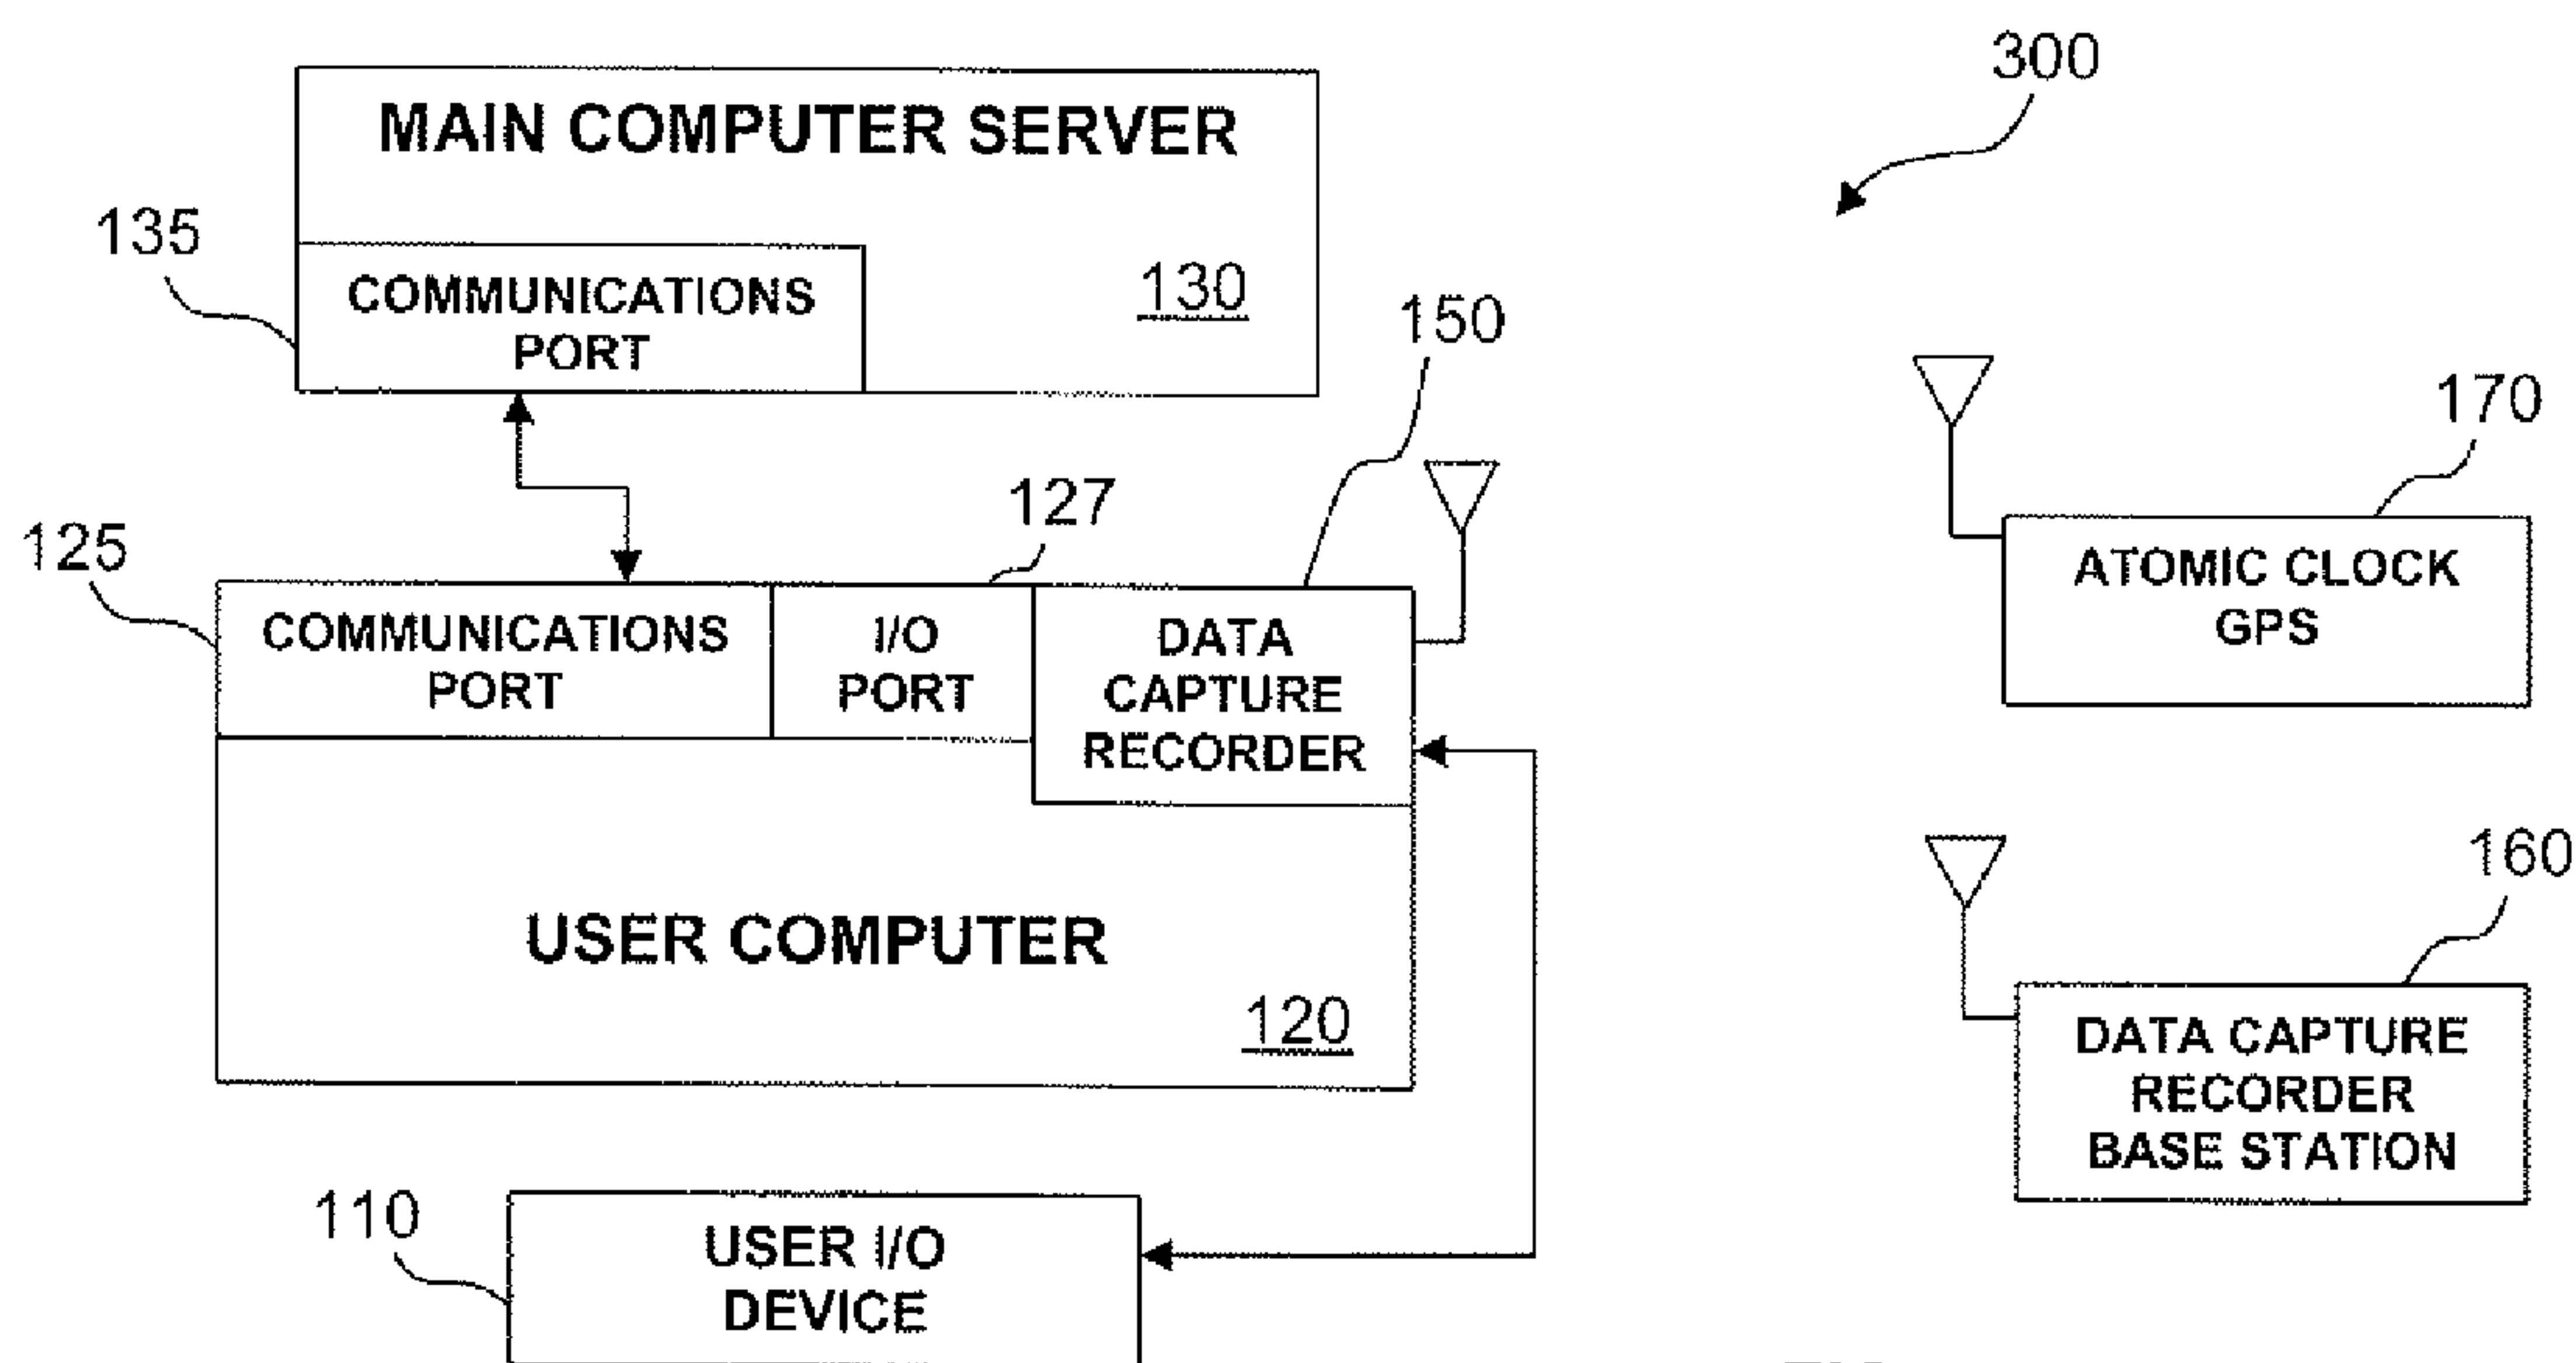 300
MAIN COMPUTER SERVER
135
COMMUNICATIONS
PORT
130
150
170
127
125
COMMUNICATIONS
PORT
I/O
PORT
DATA
CAPTURE
RECORDER
ATOMIC CLOCK
GPS
160
USER COMPUTER
120
DATA CAPTURE
RECORDER
BASE STATION
110
USER I/O
DEVICE